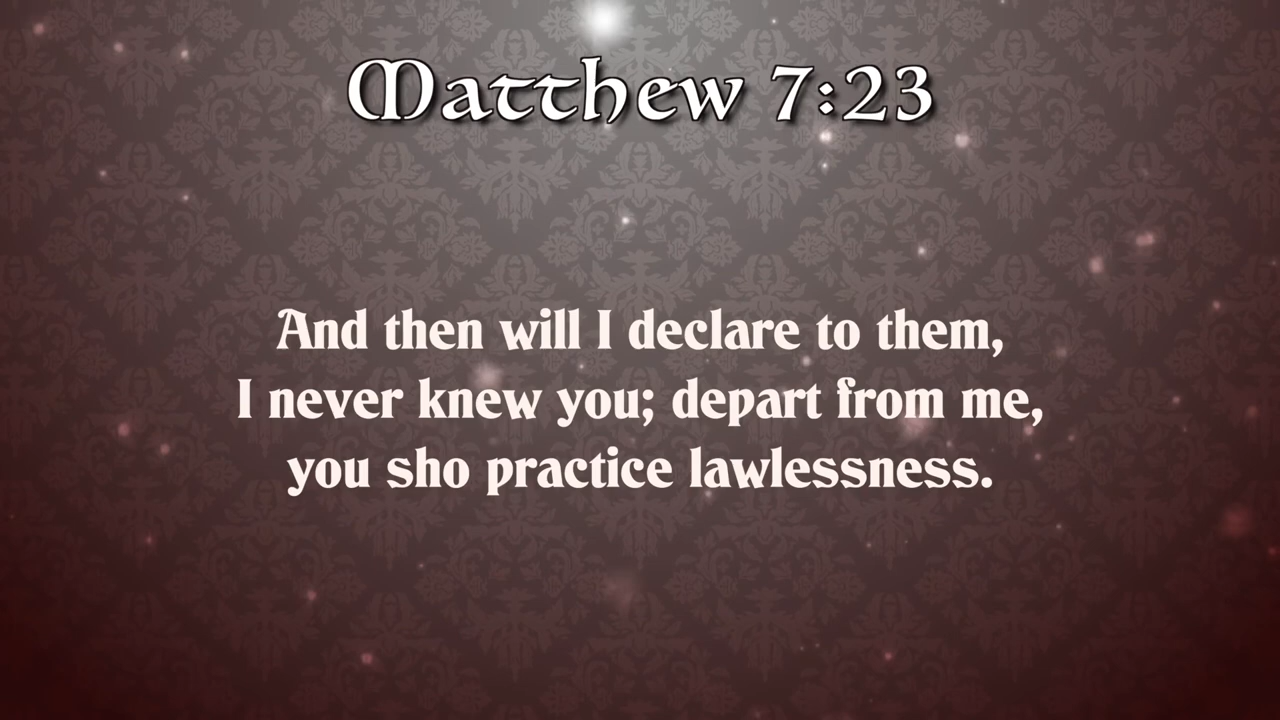 Matthew 7:23
And then will I declare to them,
I never knew you; depart from me,
you sho practice lawlessness.